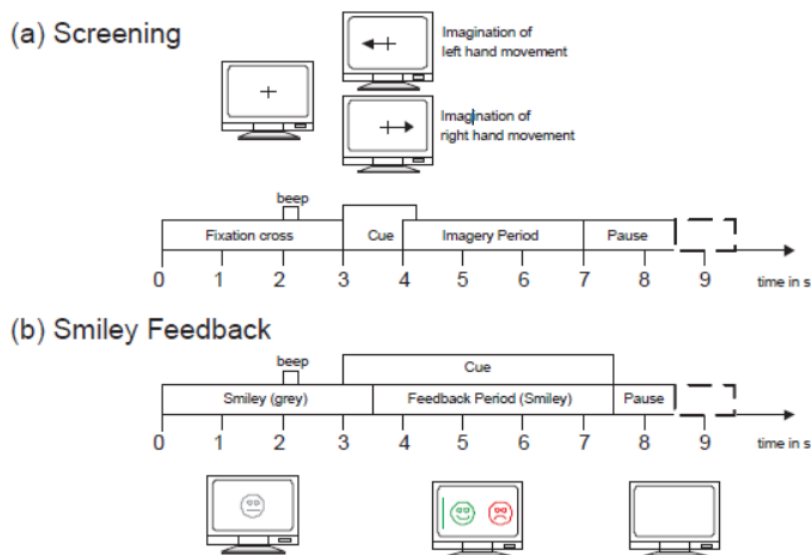 (a) Screening
Imagination of
left hand movement
Imagination of
right hand movement
beep
Fixation cross
Cue
Imagery Period
Pause
0 1 2 3 4 5 6 7 8 9 time in s
(b) Smiley Feedback
beep
Cue
Smiley (grey)
Feedback Period (Smiley)
Pause
0 1 2 3 4 5 6 7 8 9 time in s